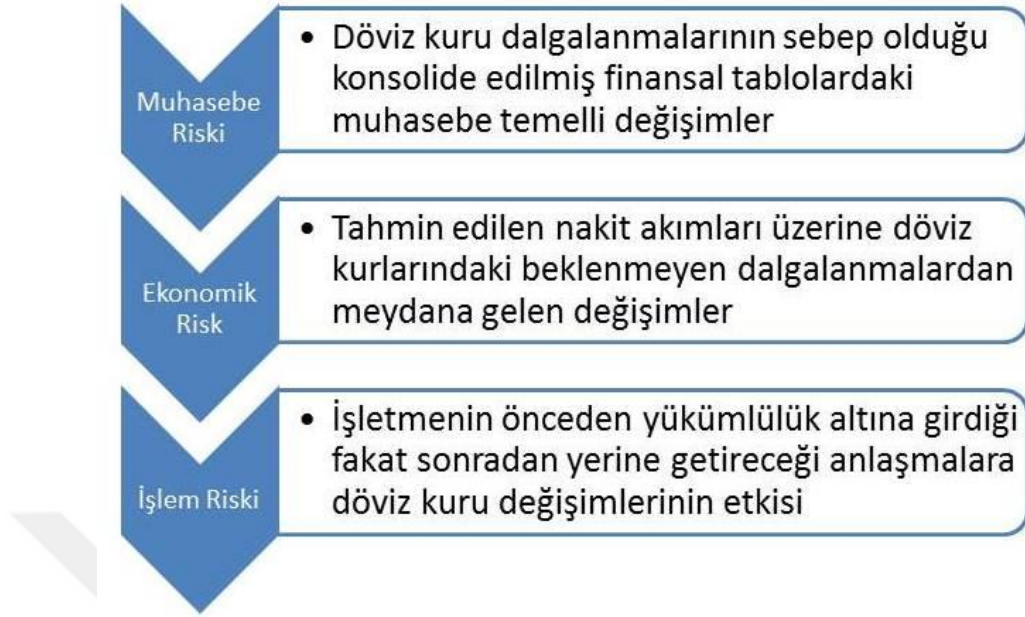 Muhasebe
Riski
• Döviz kuru dalgalanmalarının sebep olduğu
konsolide edilmiş finansal tablolardaki
muhasebe temelli değişimler
Ekonomik
Risk
• Tahmin edilen nakit akımları üzerine döviz
kurlarındaki beklenmeyen dalgalanmalardan
meydana gelen değişimler
İşlem Riski
• İşletmenin önceden yükümlülük altına girdiği
fakat sonradan yerine getireceği anlaşmalara
döviz kuru değişimlerinin etkisi